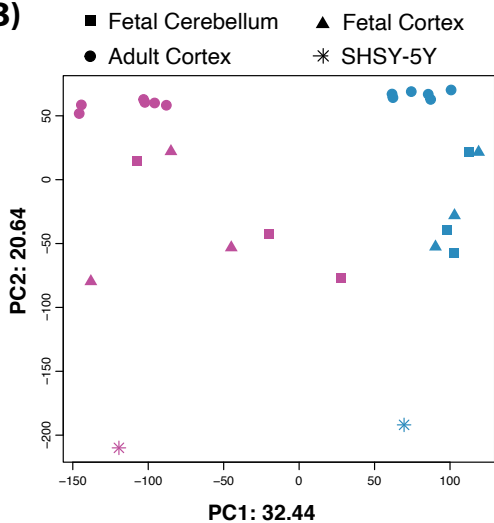 B)
Fetal Cerebellum
Fetal Cortex
Adult Cortex
SHSY-5Y
50
0
−50
−100
−150
−200
PC2: 20.64
−150
−100
−50
0
50
100
PC1: 32.44